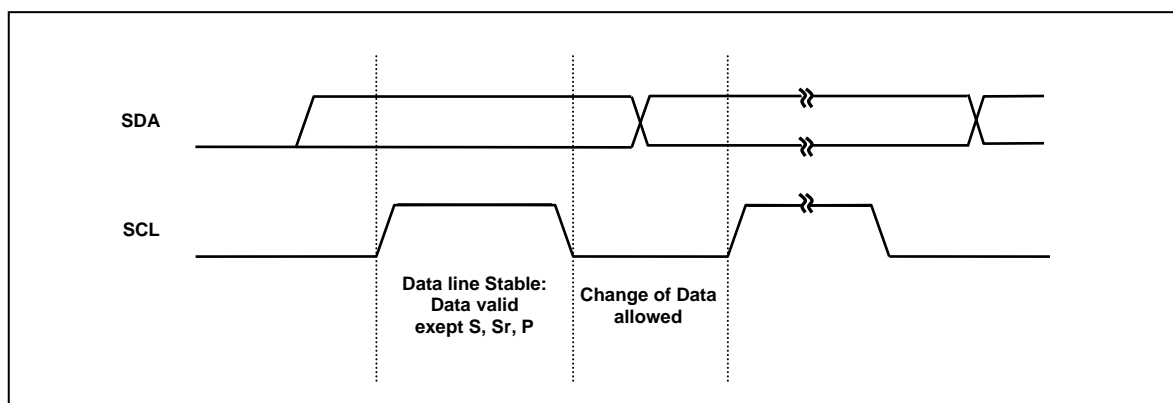 SDA
SCL
Data line Stable:
Data valid
exept S, Sr, P
Change of Data
allowed